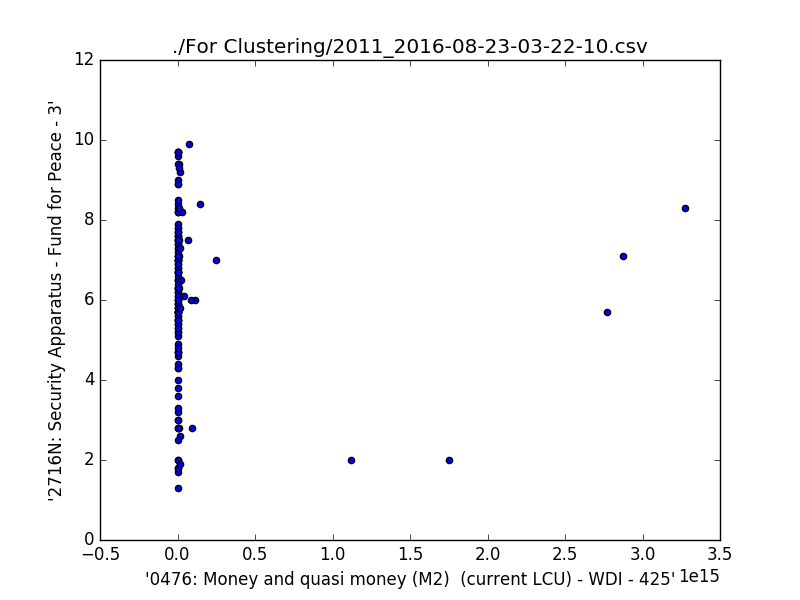 ./For Clustering/2011_2016-08-23-03-22-10.csv
12
10
8
6
4
2
0
'2716N: Security Apparatus - Fund for Peace - 3'
−0.5 0.0 0.5 1.0 1.5 2.0 2.5 3.0 3.5
1e15
'0476: Money and quasi money (M2)  (current LCU) - WDI - 425'